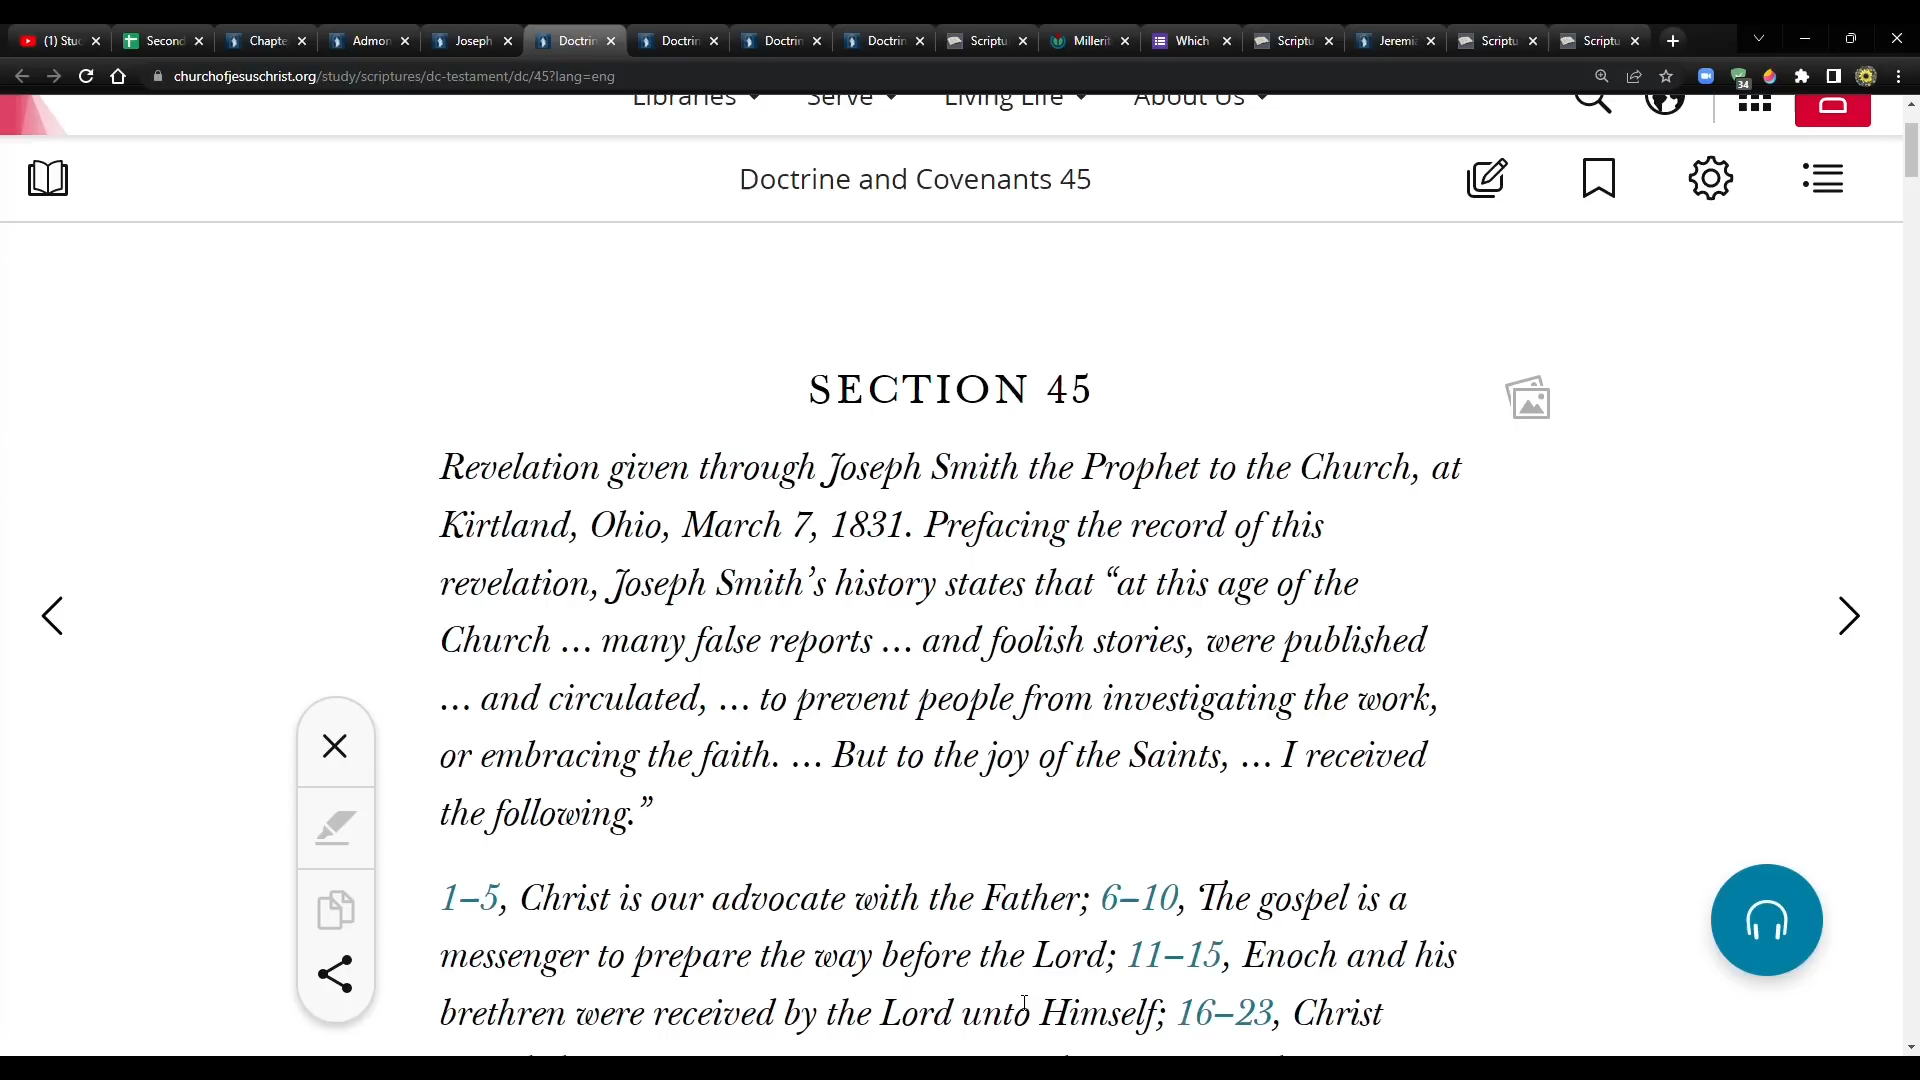 (1) Stuc
Second
Chapte
Admon
Joseph
Doctrin
Doctrin
Doctrin
Doctrin
Scriptu
Millerit
Which
Scriptu
Jeremia
Scriptu
Scriptu
churchofjesuschrist.org/study/scriptures/dc-testament/dc/45?lang=eng
34
Libraries Serve Living Life About Us
Doctrine and Covenants 45
SECTION 45
Revelation given through Joseph Smith the Prophet to the Church, at
Kirtland, Ohio, March 7, 1831. Prefacing the record of this
revelation, Joseph Smith’s history states that “at this age of the
Church … many false reports … and foolish stories, were published
… and circulated, … to prevent people from investigating the work,
or embracing the faith. … But to the joy of the Saints, … I received
the following.”
1–5, Christ is our advocate with the Father; 6–10, The gospel is a
messenger to prepare the way before the Lord; 11–15, Enoch and his
brethren were received by the Lord unto Himself; 16–23, Christ